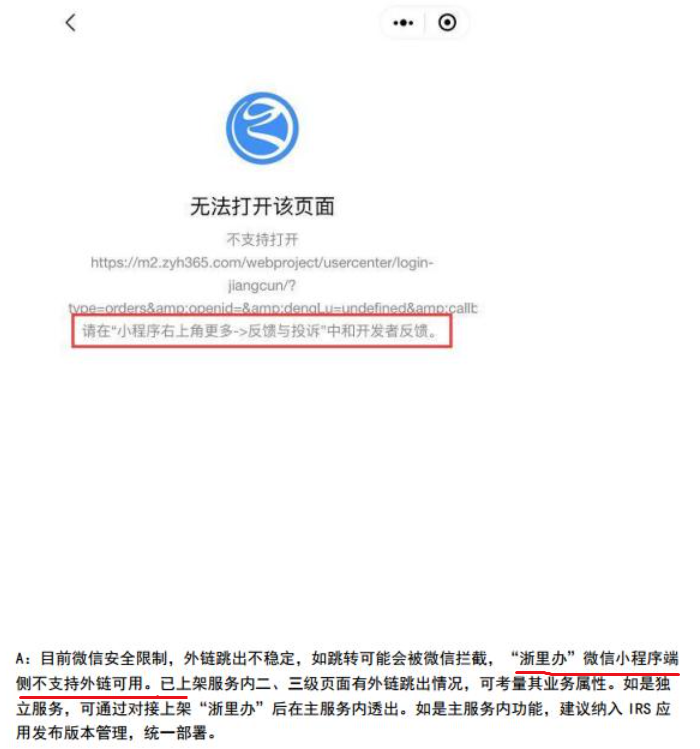 无法打开该页面
不支持打开
https://m2.zyh365.com/webproject/usercenter/login-
jiangcun/?
type=orders&amp;openid=&amp;dengLu=undefined&amp;callt
请在“小程序右上角更多->反馈与投诉”中和开发者反馈。
A: 目前微信安全限制，外链跳出不稳定，如跳转可能会被微信拦截，“浙里办”微信小程序端
侧不支持外链可用。已上架服务内二、三级页面有外链跳出情况，可考量其业务属性。如是独
立服务，可通过对接上架“浙里办”后在主服务内透出。如是主服务内功能，建议纳入 IRS 应
用发布版本管理，统一部署。